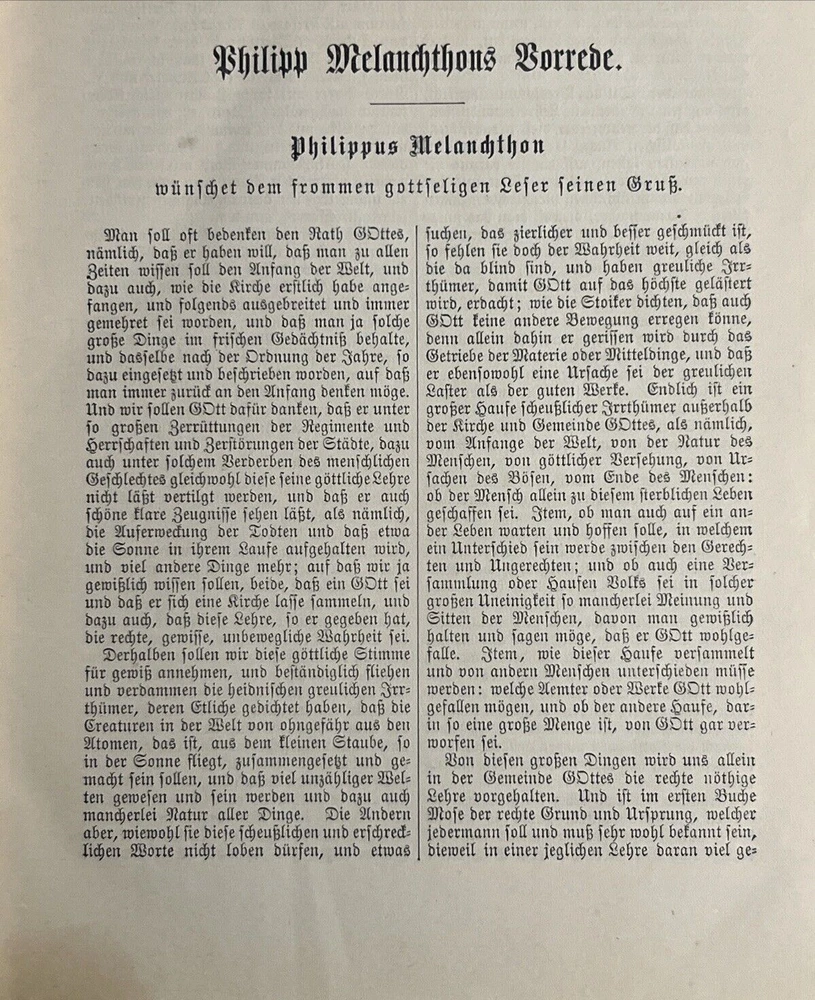 Philipp Melanchthons Vorrede.
Philippus Melanchthon
wünschet dem frommen gottseligen Leser seinen Gruß.
Man soll oft bedenken den Rath GOttes,
nämlich, daß er haben will, daß man zu allen
Zeiten wissen soll den Anfang der Welt, und
dazu auch, wie die Kirche erstlich habe ange-
fangen, und folgends ausgebreitet und immer
gemehret sei worden, und daß man ja solche
große Dinge im frischen Gedächtniß behalte,
und dasselbe nach der Ordnung der Jahre, so
dazu eingesetzt und beschrieben worden, auf daß
man immer zurück an den Anfang denken möge.
Und wir sollen GOtt dafür danken, daß er unter
so großen Zerrüttungen der Regimente und
Herrschaften und Zerstörungen der Städte, dazu
auch unter solchem Verderben des menschlichen
Geschlechtes gleichwohl diese seine göttliche Lehre
nicht läßt vertilgt werden, und daß er auch
schöne klare Zeugnisse sehen läßt, als nämlich,
die Auferweckung der Todten und daß etwa
die Sonne in ihrem Laufe aufgehalten wird,
und viel andere Dinge mehr; auf daß wir ja
gewißlich wissen sollen, beide, daß ein GOtt sei
und daß er sich eine Kirche lasse sammeln, und
dazu auch, daß diese Lehre, so er gegeben hat,
die rechte, gewisse, unbewegliche Wahrheit sei.
Derhalben sollen wir diese göttliche Stimme
für gewiß annehmen, und beständiglich fliehen
und verdammen die heidnischen greulichen Irr-
thümer, deren Etliche gedichtet haben, daß die
Creaturen in der Welt von ohngefähr aus den
Atomen, das ist, aus dem kleinen Staube, so
in der Sonne fliegt, zusammengesetzt und ge-
macht sein sollen, und daß viel unzähliger Wel-
ten gewesen und sein werden und dazu auch
mancherlei Natur aller Dinge. Die Andern
aber, wiewohl sie diese scheußlichen und erschreck-
lichen Worte nicht loben dürfen, und etwas
suchen, das zierlicher und besser geschmückt ist,
so fehlen sie doch der Wahrheit weit, gleich als
die da blind sind, und haben greuliche Irr-
thümer, damit GOtt auf das höchste gelästert
wird, erdacht; wie die Stoiker dichten, daß auch
GOtt keine andere Bewegung erregen könne,
denn allein dahin er gerissen wird durch das
Getriebe der Materie oder Mitteldinge, und daß
er ebensowohl eine Ursache sei der greulichen
Laster als der guten Werke. Endlich ist ein
großer Haufe scheußlicher Irrthümer außerhalb
der Kirche und Gemeinde GOttes, als nämlich,
vom Anfange der Welt, von der Natur des
Menschen, von göttlicher Versehung, von Ur-
sachen des Bösen, vom Ende des Menschen:
ob der Mensch allein zu diesem sterblichen Leben
geschaffen sei. Item, ob man auch auf ein an-
der Leben warten und hoffen solle, in welchem
ein Unterschied sein werde zwischen den Gerech-
ten und Ungerechten; und ob auch eine Ver-
sammlung oder Haufen Volks sei in solcher
großen Uneinigkeit so mancherlei Meinung und
Sitten der Menschen, davon man gewißlich
halten und sagen möge, daß er GOtt wohlge-
falle. Item, wie dieser Haufe versammelt
und von andern Menschen unterschieden müsse
werden: welche Aemter oder Werke GOtt wohl-
gefallen mögen, und ob der andere Haufe, dar-
in so eine große Menge ist, von GOtt gar ver-
worfen sei.
Von diesen großen Dingen wird uns allein
in der Gemeinde GOttes die rechte nöthige
Lehre vorgehalten. Und ist im ersten Buche
Mose der rechte Grund und Ursprung, welcher
jedermann soll und muß sehr wohl bekannt sein,
dieweil in einer jeglichen Lehre daran viel ge-